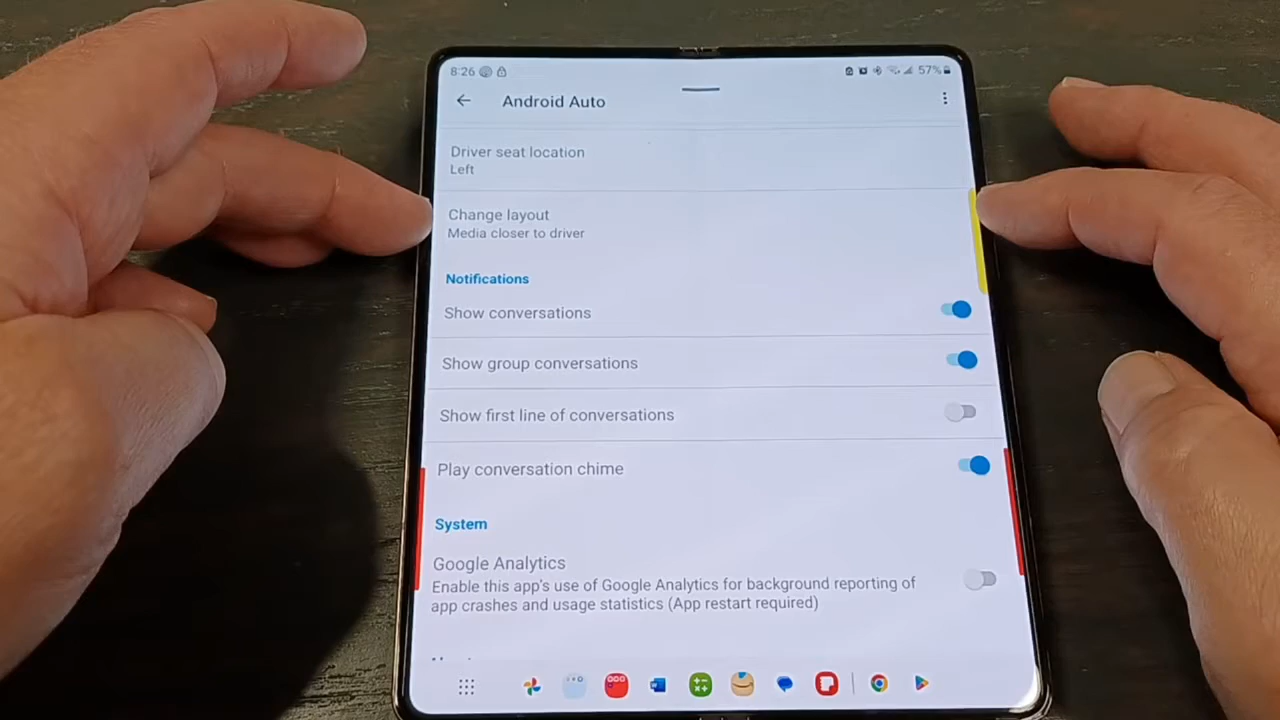 8:26
57%
Android Auto
Driver seat location
Left
Change layout
Media closer to driver
Notifications
Show conversations
Show group conversations
Show first line of conversations
Play conversation chime
System
Google Analytics
Enable this app's use of Google Analytics for background reporting of
app crashes and usage statistics (App restart required)